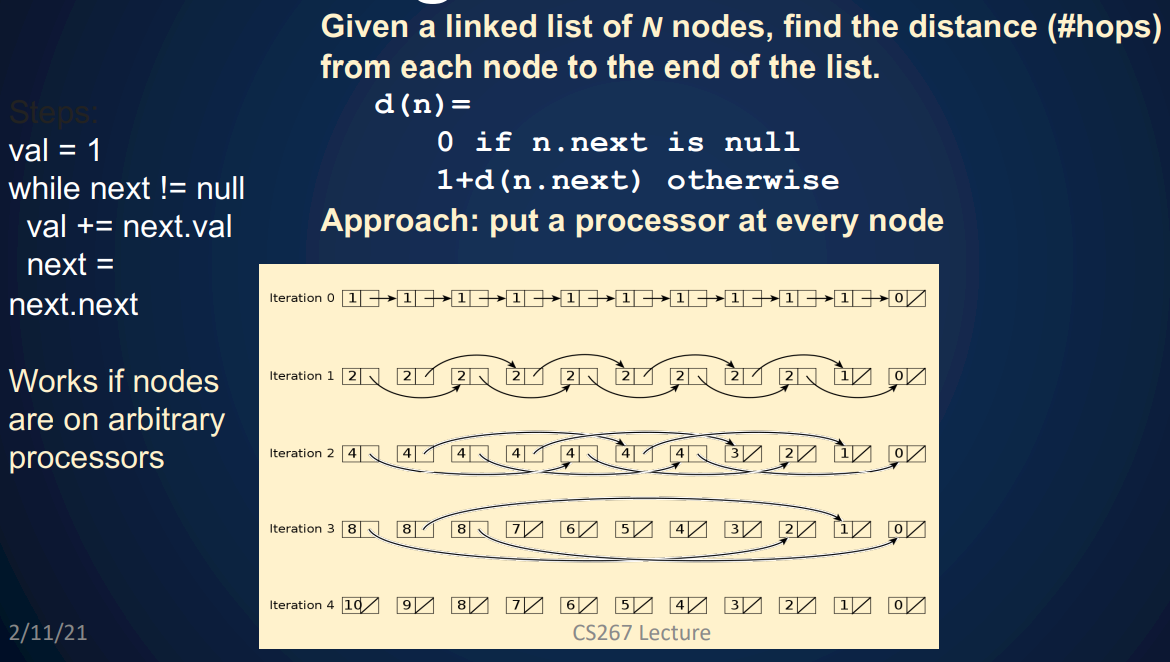 Given a linked list of N nodes, find the distance (#hops)
from each node to the end of the list.
d(n)=
0 if n.next is null
1+d(n.next) otherwise
Approach: put a processor at every node
Steps:
val = 1
while next != null
val += next.val
next =
next.next
Works if nodes
are on arbitrary
processors
Iteration 0 1 1 1 1 1 1 1 1 1 1 0
Iteration 1 2 2 2 2 2 2 2 2 2 1 0
Iteration 2 4 4 4 4 4 4 4 3 2 1 0
Iteration 3 8 8 8 7 6 5 4 3 2 1 0
Iteration 4 10 9 8 7 6 5 4 3 2 1 0
2/11/21
CS267 Lecture